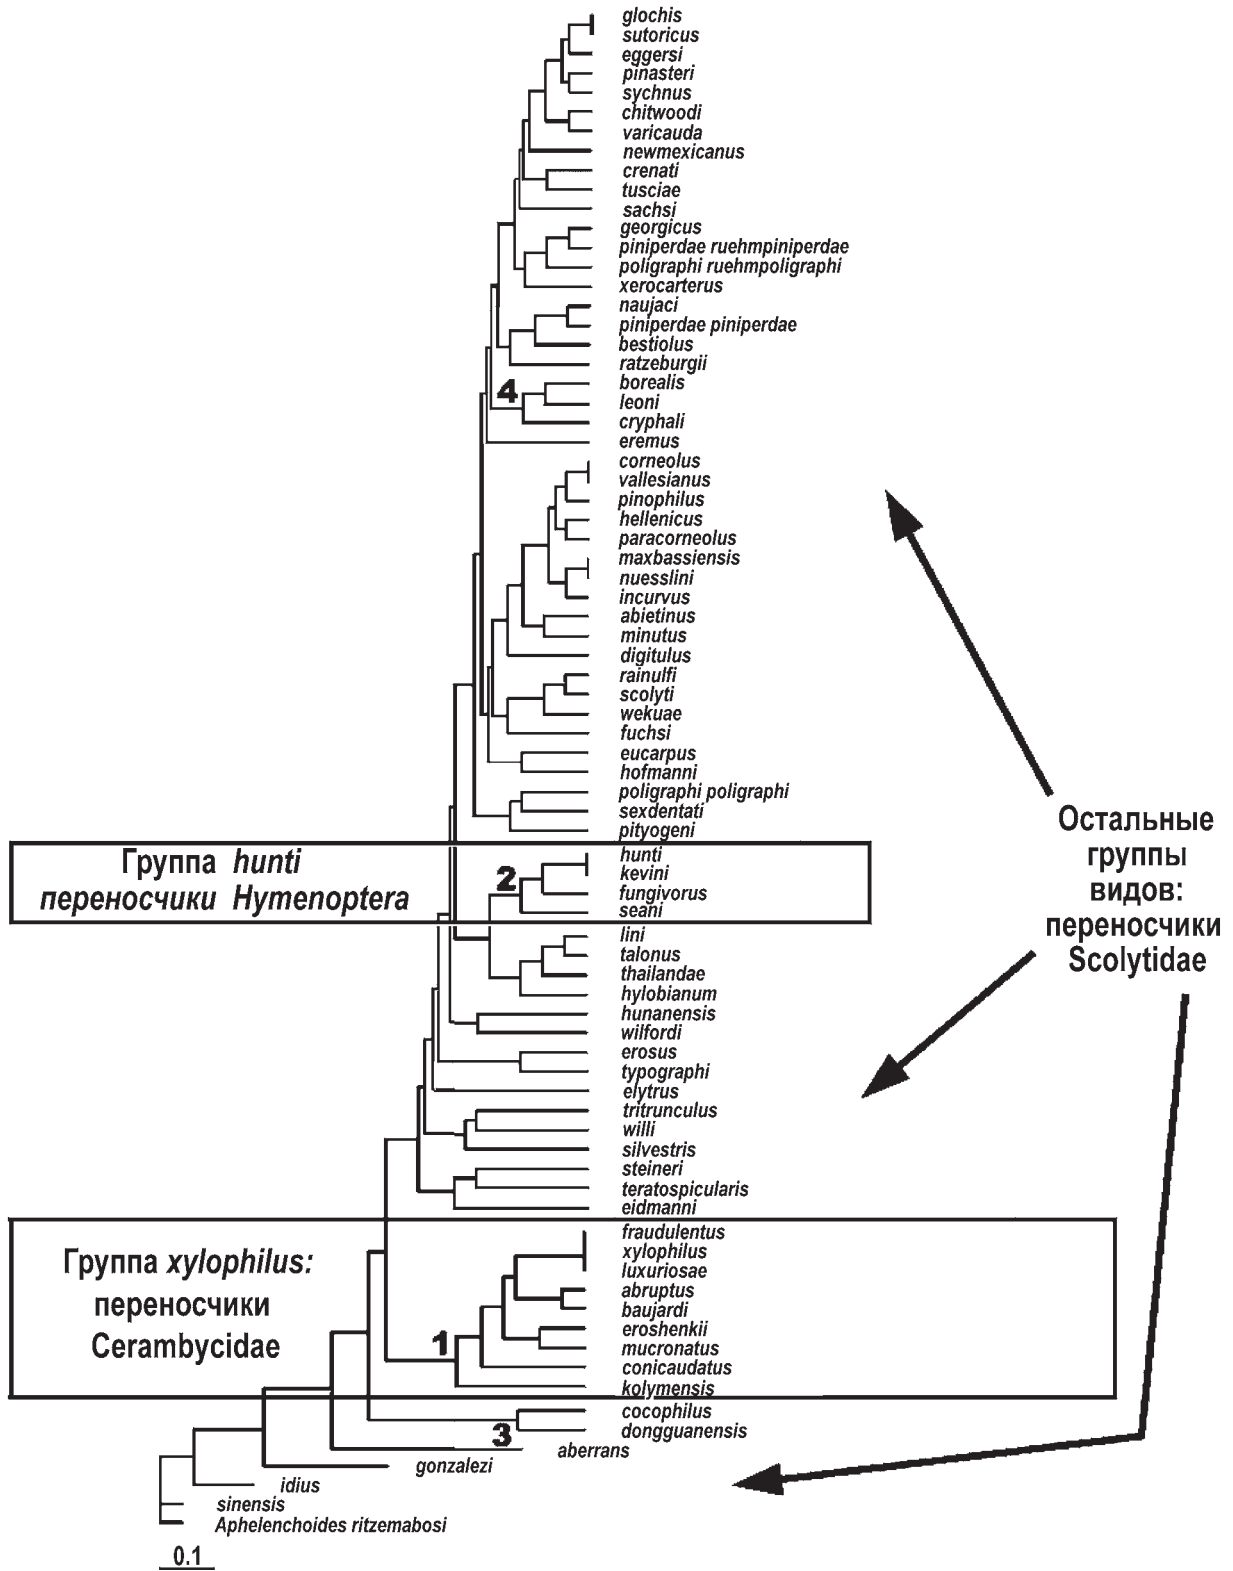 glochis
sutoricus
eggersi
pinasteri
sychnus
chitwoodi
varicauda
newmexicanus
crenati
tusciae
sachsi
georgicus
piniperdae ruehmpiniperdae
poligraphi ruehmpoligraphi
xerocarterus
naujaci
piniperdae piniperdae
bestiolus
ratzeburgii
borealis
4
leoni
cryphali
eremus
corneolus
vallesianus
pinophilus
hellenicus
paracorneolus
maxbassiensis
nuesslini
incurvus
abietinus
minutus
digitulus
rainulfi
scolyti
wekuae
fuchsi
eucarpus
hofmanni
poligraphi poligraphi
sexdentati
pityogeni
Остальные
группы
видов:
переносчики
Scolytidae
Группа hunti
переносчики Hymenoptera
2
hunti
kevini
fungivorus
seani
lini
talonus
thailandae
hylobianum
hunanensis
wilfordi
erosus
typographi
elytrus
tritrunculus
willi
silvestris
steineri
teratospicularis
eidmanni
Группа xylophilus:
переносчики
Cerambycidae
1
fraudulentus
xylophilus
luxuriosae
abruptus
baujardi
eroshenkii
mucronatus
conicaudatus
kolymensis
cocophilus
3
dongguanensis
aberrans
gonzalezi
idius
sinensis
Aphelenchoides ritzemabosi
0.1